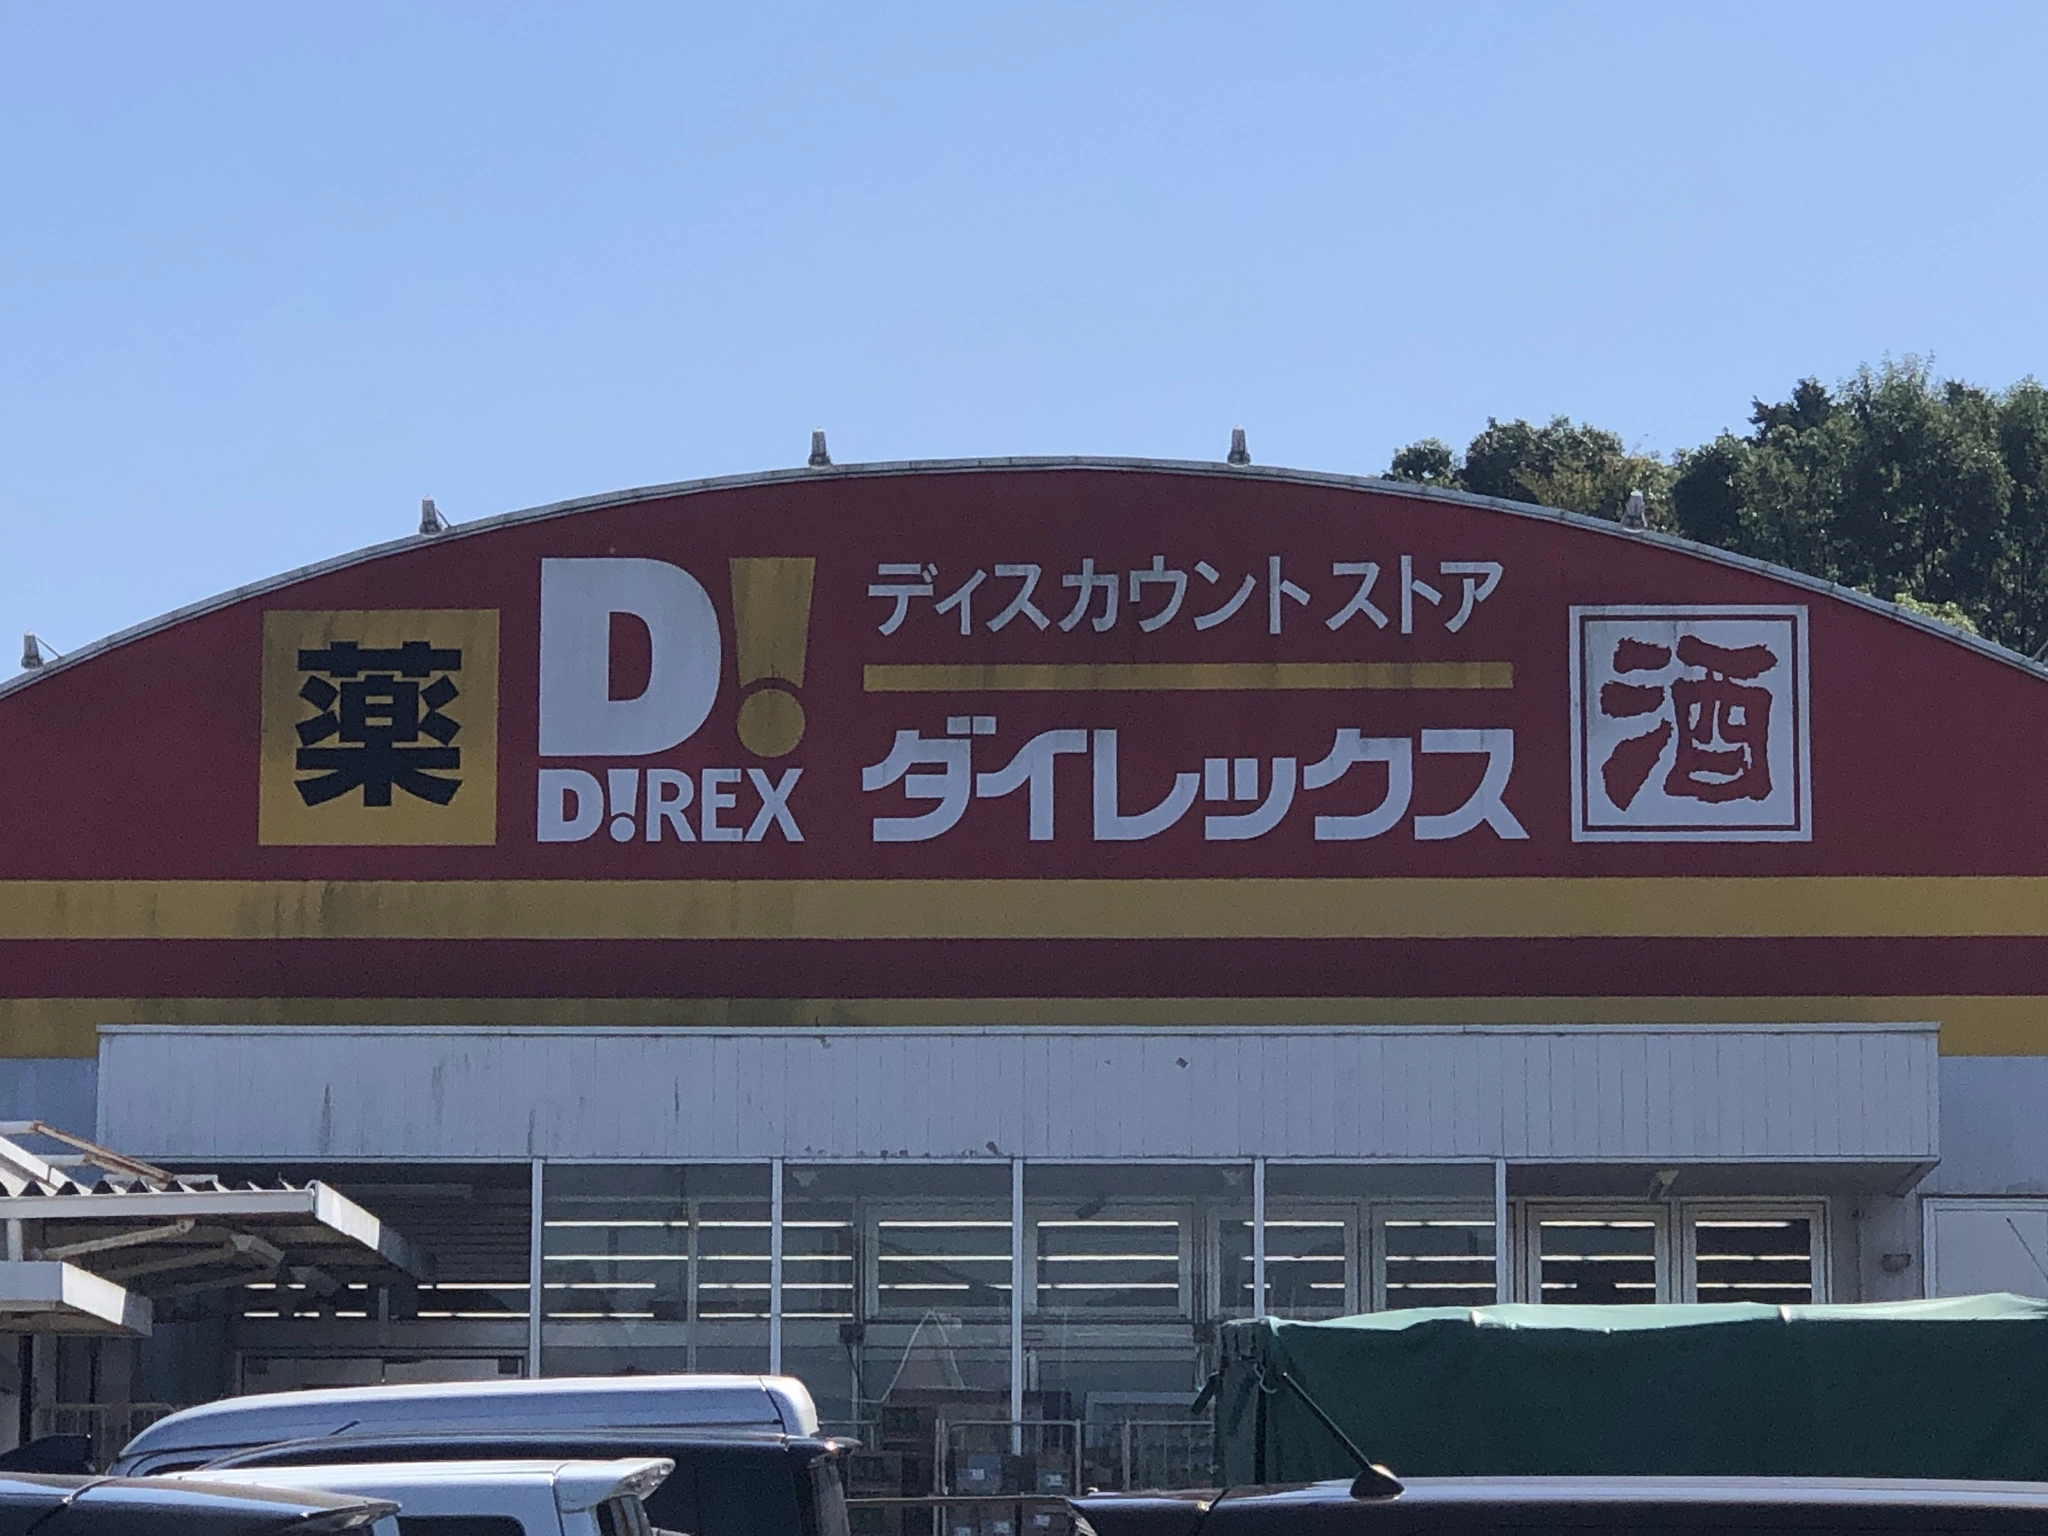 薬
D!
D!REX
ディスカウントストア
ダイレックス
酒